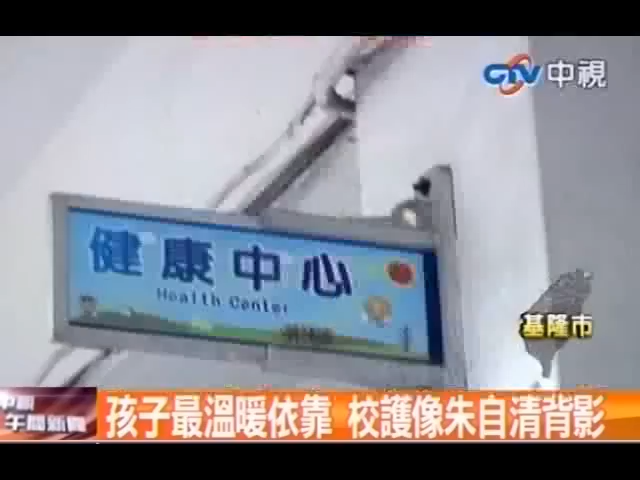 CTV中視
健康中心
Health Center
基隆市
中視
午間新聞
孩子最溫暖依靠 校護像朱自清背影